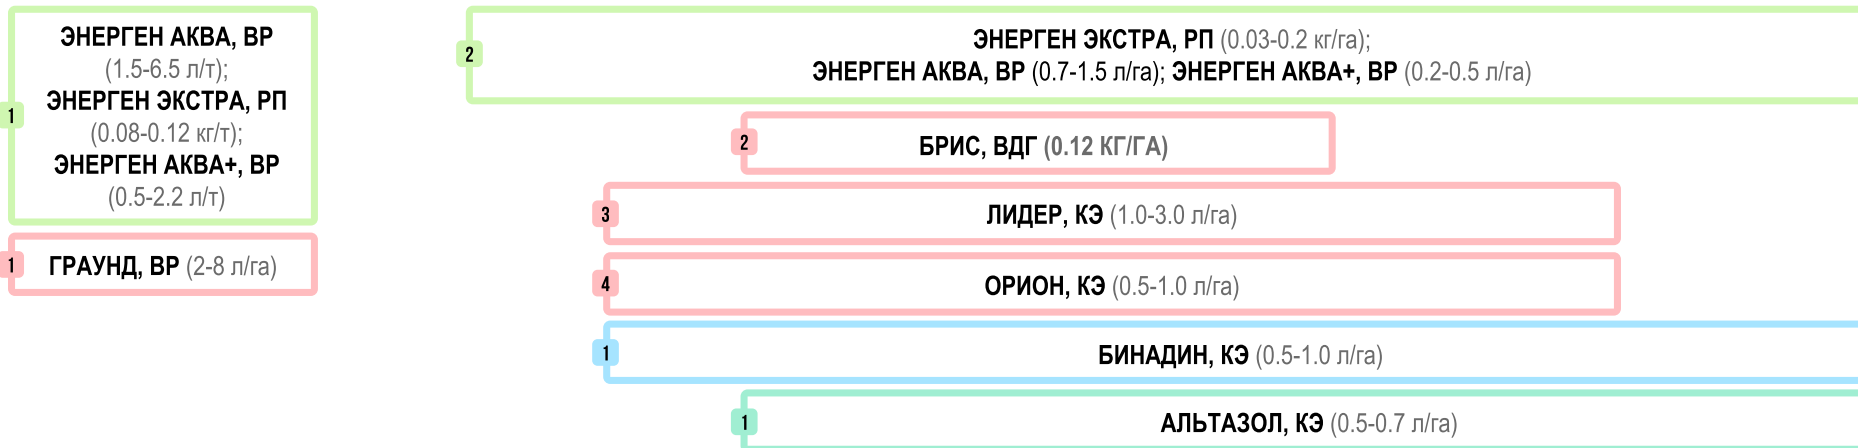 1
ЭНЕРГЕН АКВА, ВР
(1.5-6.5 л/т);
ЭНЕРГЕН ЭКСТРА, РП
(0.08-0.12 кг/т);
ЭНЕРГЕН АКВА+, ВР
(0.5-2.2 л/т)
1 ГРАУНД, ВР (2-8 л/га)
2
ЭНЕРГЕН ЭКСТРА, РП (0.03-0.2 кг/га);
ЭНЕРГЕН АКВА, ВР (0.7-1.5 л/га); ЭНЕРГЕН АКВА+, ВР (0.2-0.5 л/га)
2 БРИС, ВДГ (0.12 КГ/ГА)
3 ЛИДЕР, КЭ (1.0-3.0 л/га)
4 ОРИОН, КЭ (0.5-1.0 л/га)
1 БИНАДИН, КЭ (0.5-1.0 л/га)
1 АЛЬТАЗОЛ, КЭ (0.5-0.7 л/га)